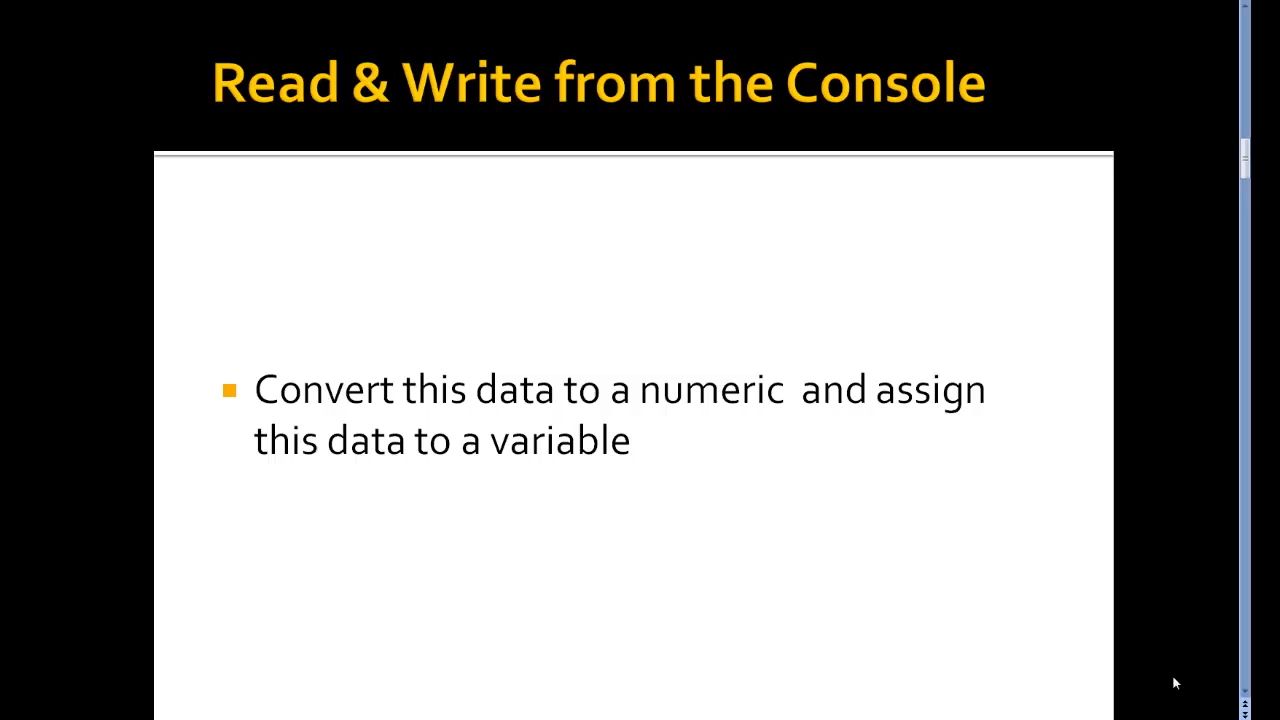 Read & Write from the Console
Convert this data to a numeric  and assign
this data to a variable